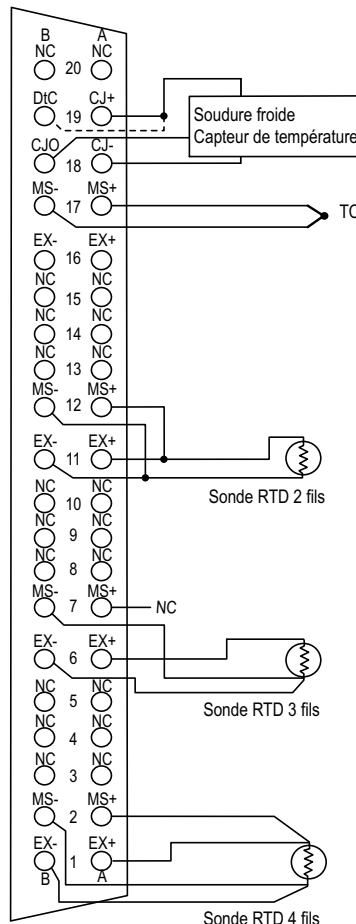 B A
NC NC
20
DtC 19 CJ+
Soudure froide
Capteur de température
CJO 18 CJ-
MS- 17 MS+
TC
EX- EX+
16
NC NC
15
NC NC
14
NC NC
13
MS- MS+
12
EX- 11 EX+
Sonde RTD 2 fils
NC NC
10
NC NC
9
NC NC
8
MS- MS+
7 NC
EX- 6 EX+
NC NC
5
Sonde RTD 3 fils
NC NC
4
NC NC
3
MS- MS+
2
EX- 1 EX+
B A
Sonde RTD 4 fils